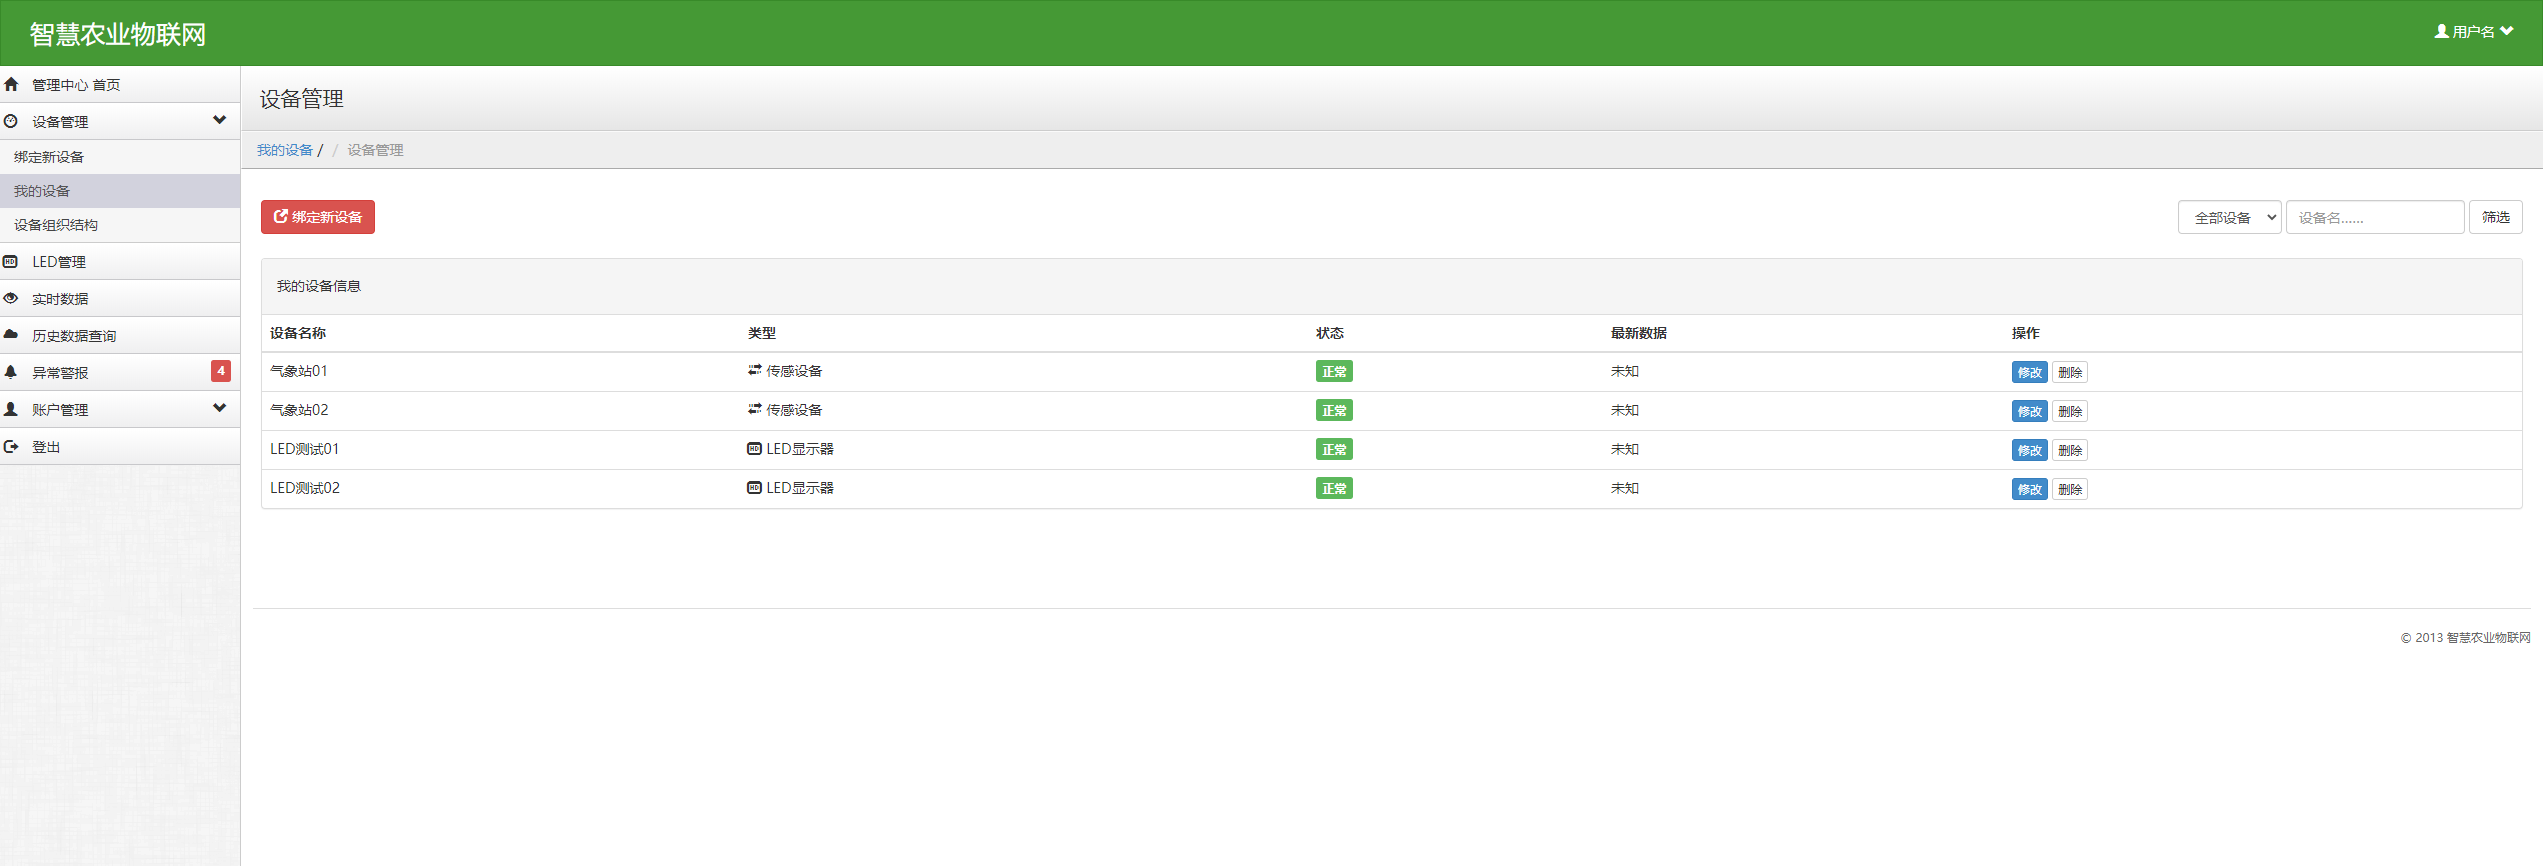 智慧农业物联网
用户名
管理中心 首页
设备管理
绑定新设备
我的设备
设备组织结构
LED管理
实时数据
历史数据查询
异常警报 4
账户管理
登出
设备管理
我的设备 / / 设备管理
绑定新设备
全部设备 设备名...... 筛选
我的设备信息
设备名称 类型 状态 最新数据 操作
气象站01 传感设备 正常 未知 修改 删除
气象站02 传感设备 正常 未知 修改 删除
LED测试01 LED显示器 正常 未知 修改 删除
LED测试02 LED显示器 正常 未知 修改 删除
© 2013 智慧农业物联网